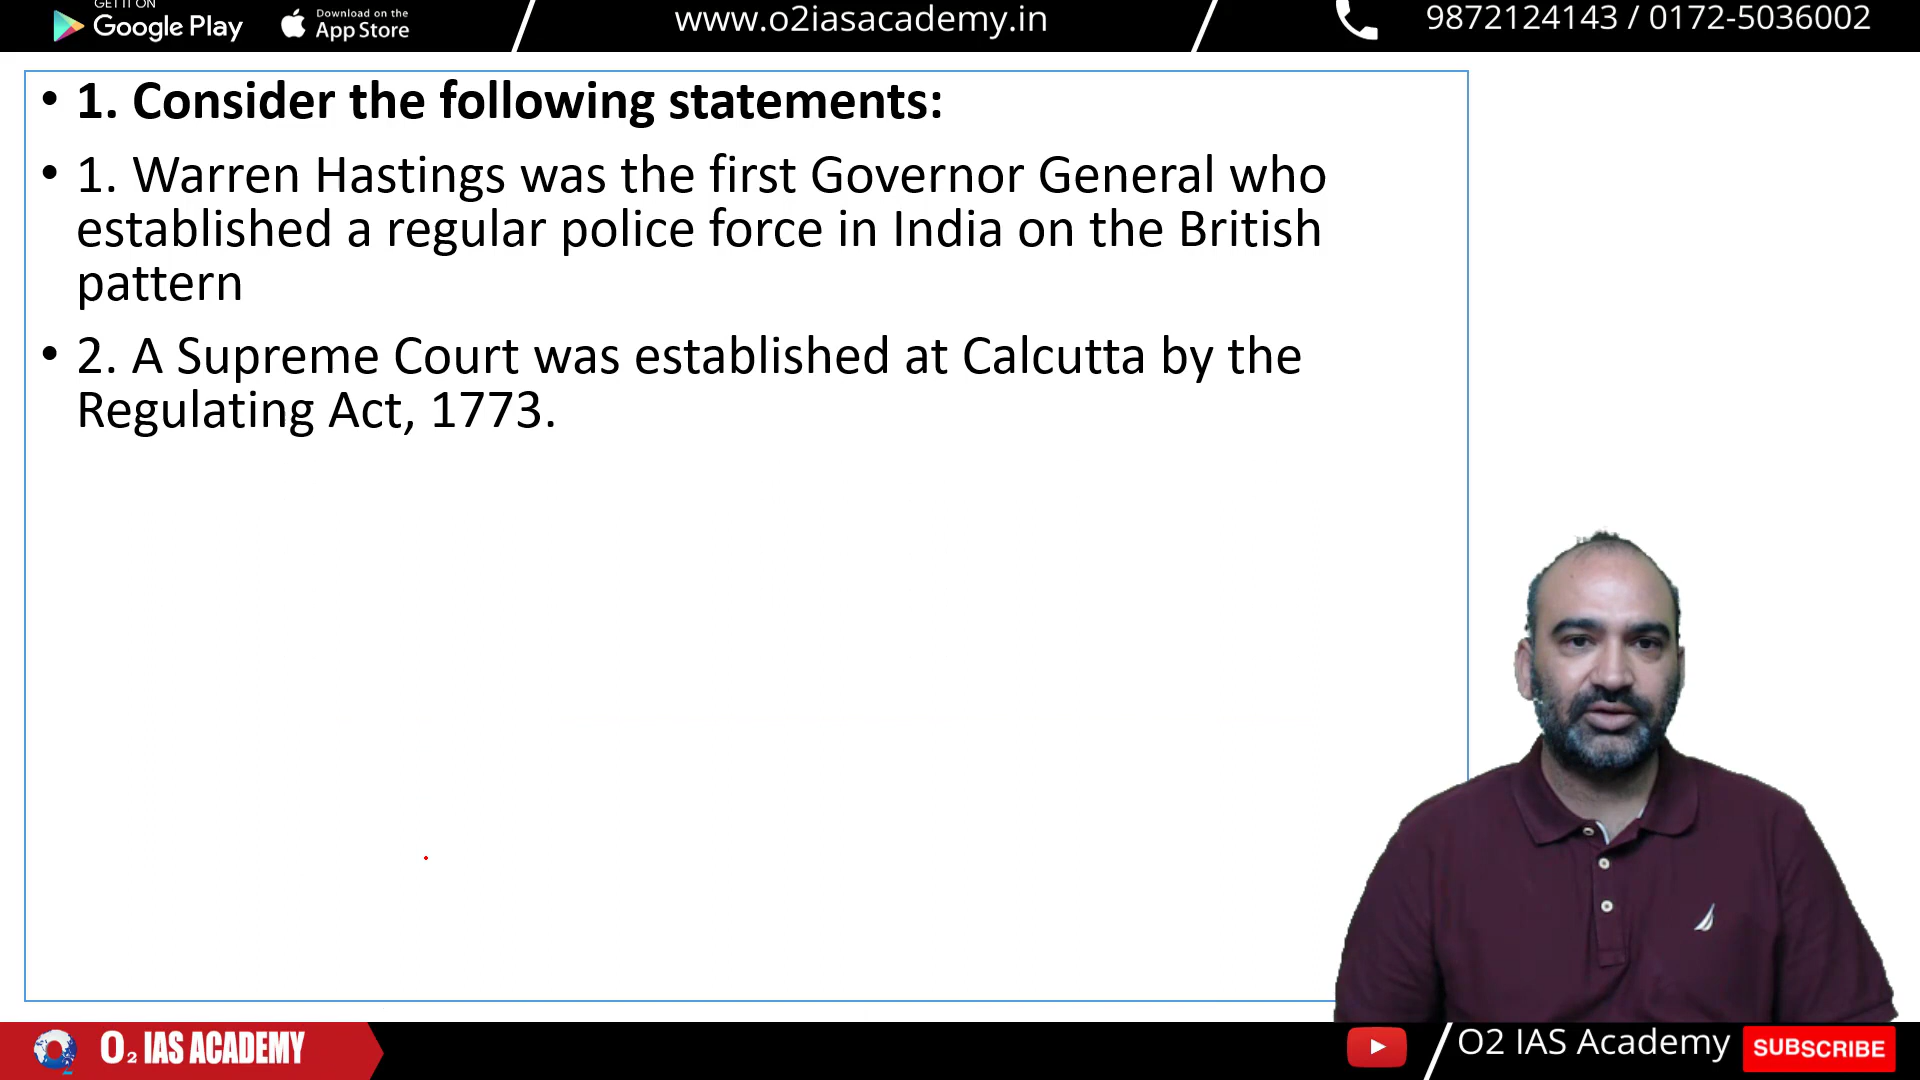 GET IT ON
Google Play
Download on the
App Store
www.o2iasacademy.in
9872124143 / 0172-5036002
• 1. Consider the following statements:
• 1. Warren Hastings was the first Governor General who
established a regular police force in India on the British
pattern
• 2. A Supreme Court was established at Calcutta by the
Regulating Act, 1773.
O2 IAS ACADEMY
O2 IAS Academy
SUBSCRIBE